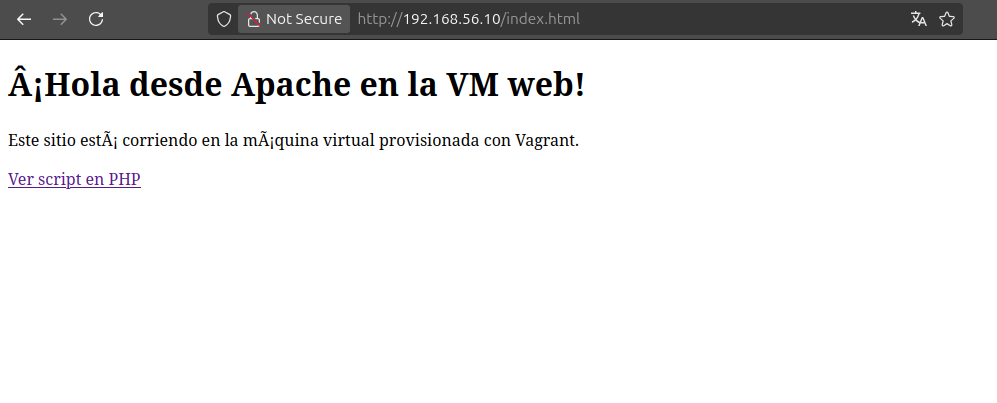 Not Secure http://192.168.56.10/index.html
Â¡Hola desde Apache en la VM web!
Este sitio estÃ¡ corriendo en la mÃ¡quina virtual provisionada con Vagrant.
Ver script en PHP